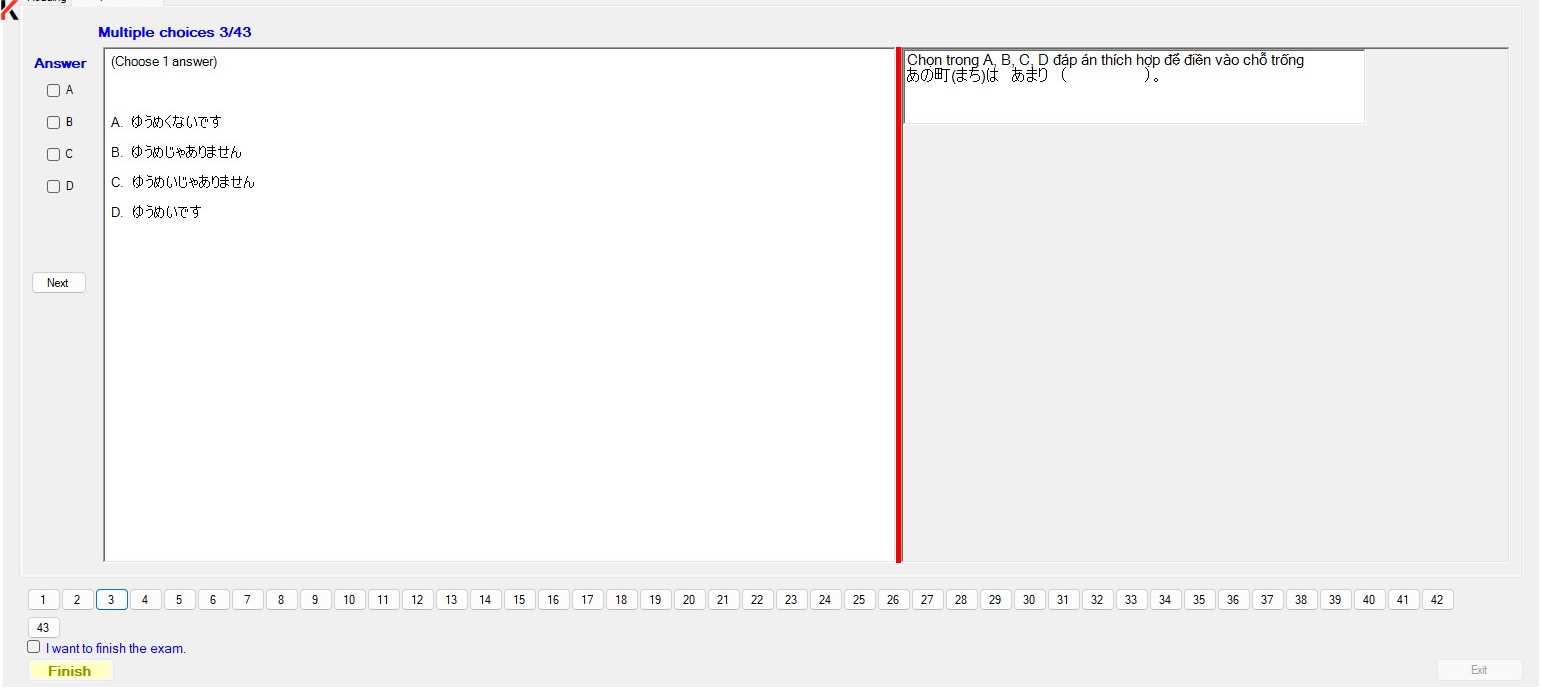 Multiple choices 3/43
Answer
(Choose 1 answer)
A
B
C
D
A. ゆうめくないです
B. ゆうめじゃありません
C. ゆうめいじゃありません
D. ゆうめいです
Next
Chọn trong A, B, C, D đáp án thích hợp để điền vào chỗ trống
あの町(まち)は　あまり　(　　　　　　)。
1 2 3 4 5 6 7 8 9 10 11 12 13 14 15 16 17 18 19 20 21 22 23 24 25 26 27 28 29 30 31 32 33 34 35 36 37 38 39 40 41 42
43
I want to finish the exam.
Finish
Exit